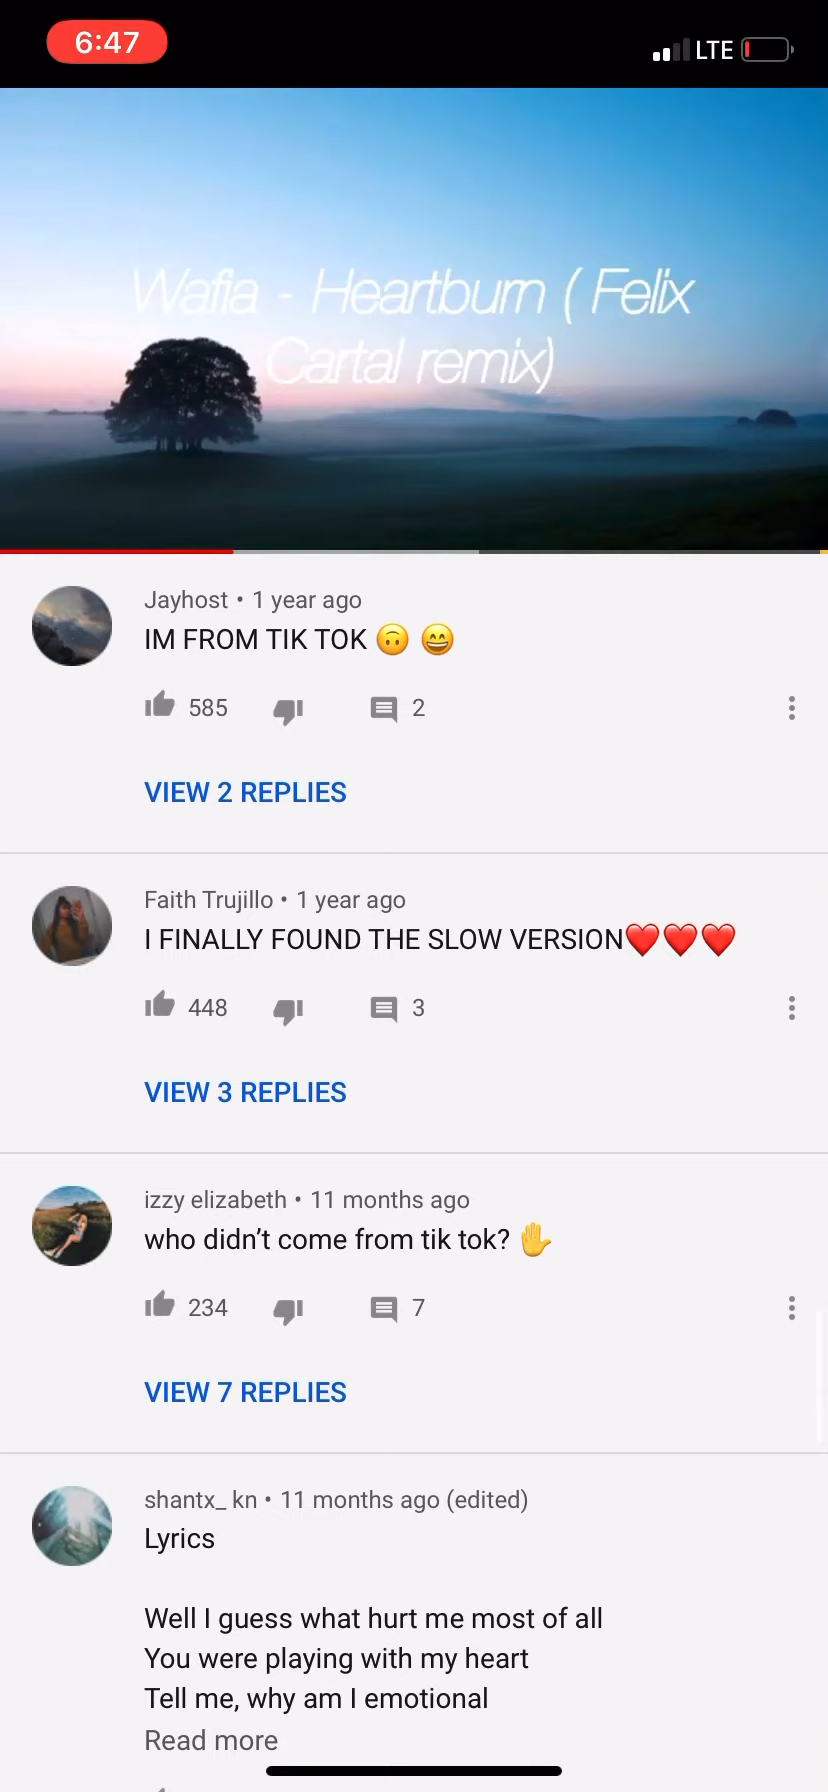 6:47
LTE
Wafia - Heartburn ( Felix
Cartal remix)
Jayhost • 1 year ago
IM FROM TIK TOK 🙃 😄
585
2
VIEW 2 REPLIES
Faith Trujillo • 1 year ago
I FINALLY FOUND THE SLOW VERSION❤️❤️❤️
448
3
VIEW 3 REPLIES
izzy elizabeth • 11 months ago
who didn’t come from tik tok? ✋
234
7
VIEW 7 REPLIES
shantx_ kn • 11 months ago (edited)
Lyrics
Well I guess what hurt me most of all
You were playing with my heart
Tell me, why am I emotional
Read more